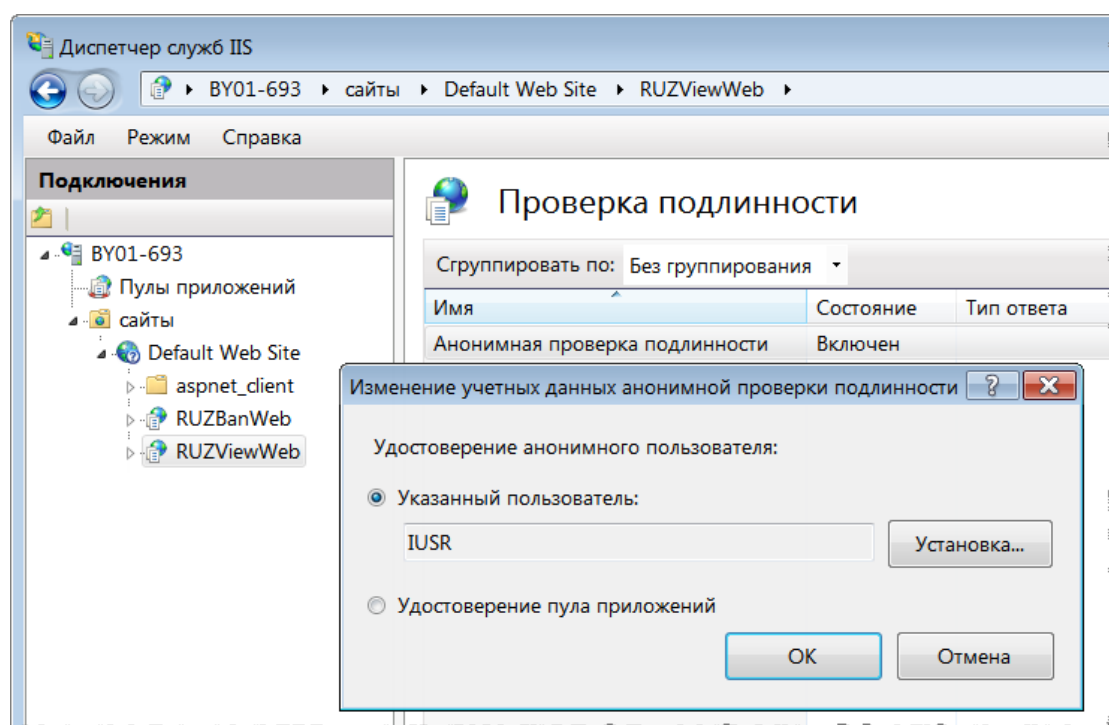 Диспетчер служб IIS
BY01-693 сайты Default Web Site RUZViewWeb
Файл Режим Справка
Подключения
BY01-693
Пулы приложений
сайты
Default Web Site
aspnet_client
RUZBanWeb
RUZViewWeb
Проверка подлинности
Сгруппировать по: Без группирования
Имя Состояние Тип ответа
Анонимная проверка подлинности Включен
Изменение учетных данных анонимной проверки подлинности
Удостоверение анонимного пользователя:
Указанный пользователь:
IUSR
Установка...
Удостоверение пула приложений
ОК Отмена